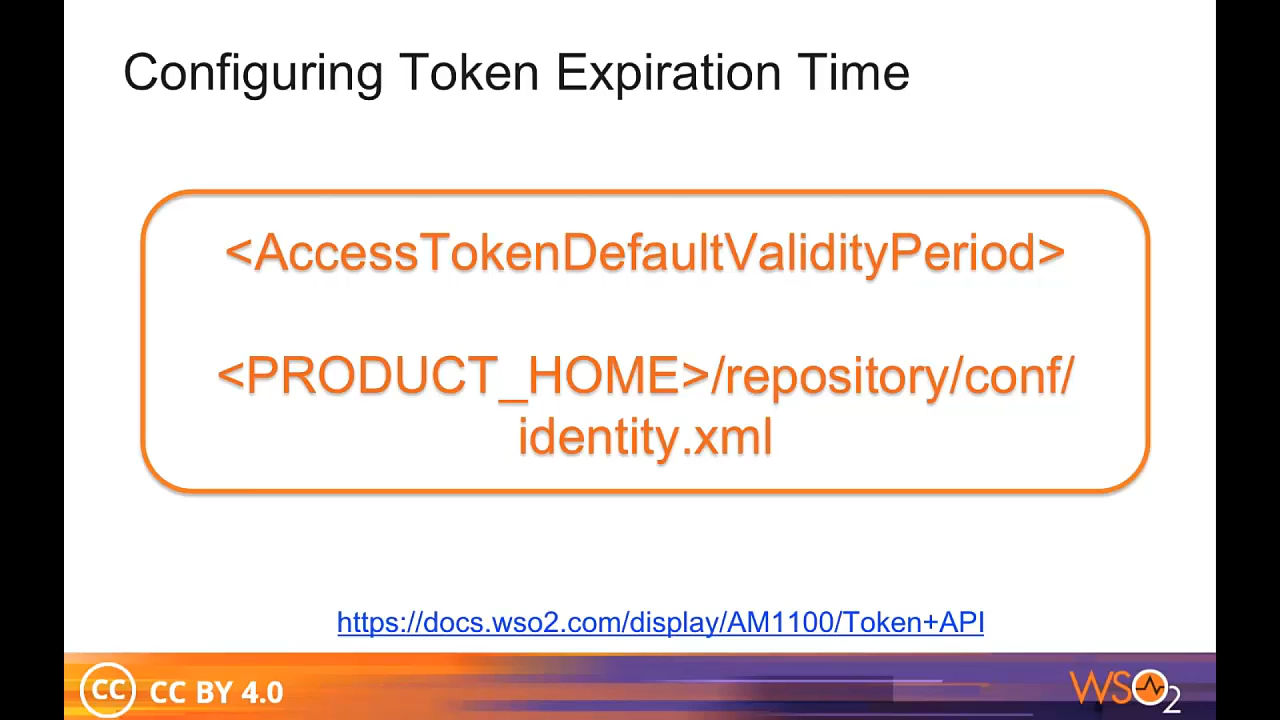 Configuring Token Expiration Time
<AccessTokenDefaultValidityPeriod>
<PRODUCT_HOME>/repository/conf/
identity.xml
https://docs.wso2.com/display/AM1100/Token+API
CC CC BY 4.0
WSO2